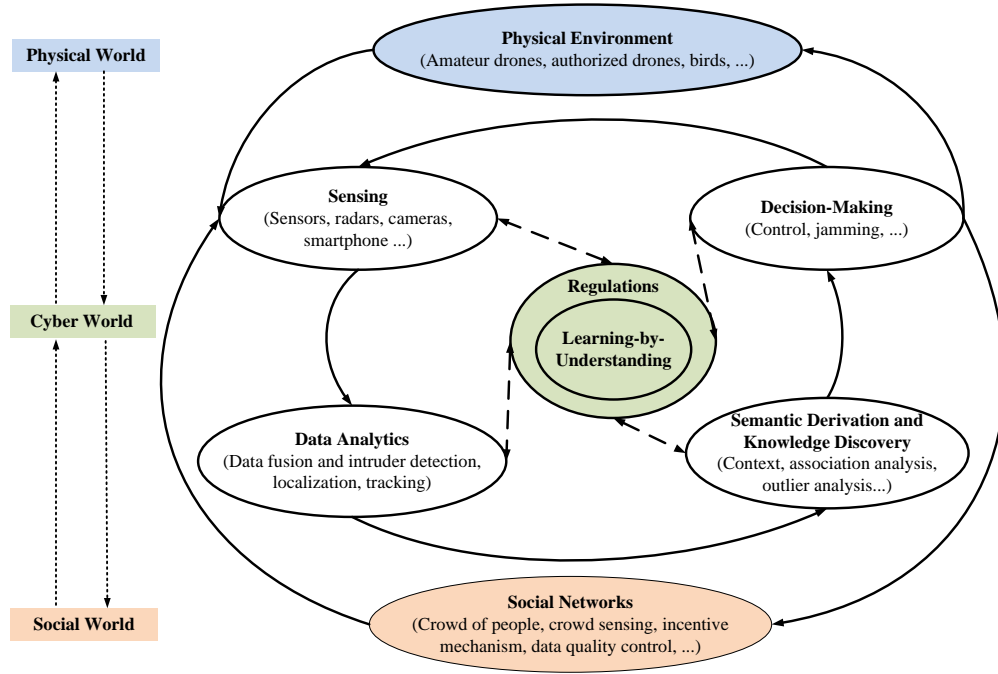 Physical World
Cyber World
Social World
Physical Environment
(Amateur drones, authorized drones, birds, ...)
Sensing
(Sensors, radars, cameras,
smartphone ...)
Decision-Making
(Control, jamming, ...)
Regulations
Learning-by-
Understanding
Data Analytics
(Data fusion and intruder detection,
localization, tracking)
Semantic Derivation and
Knowledge Discovery
(Context, association analysis,
outlier analysis...)
Social Networks
(Crowd of people, crowd sensing, incentive
mechanism, data quality control, ...)